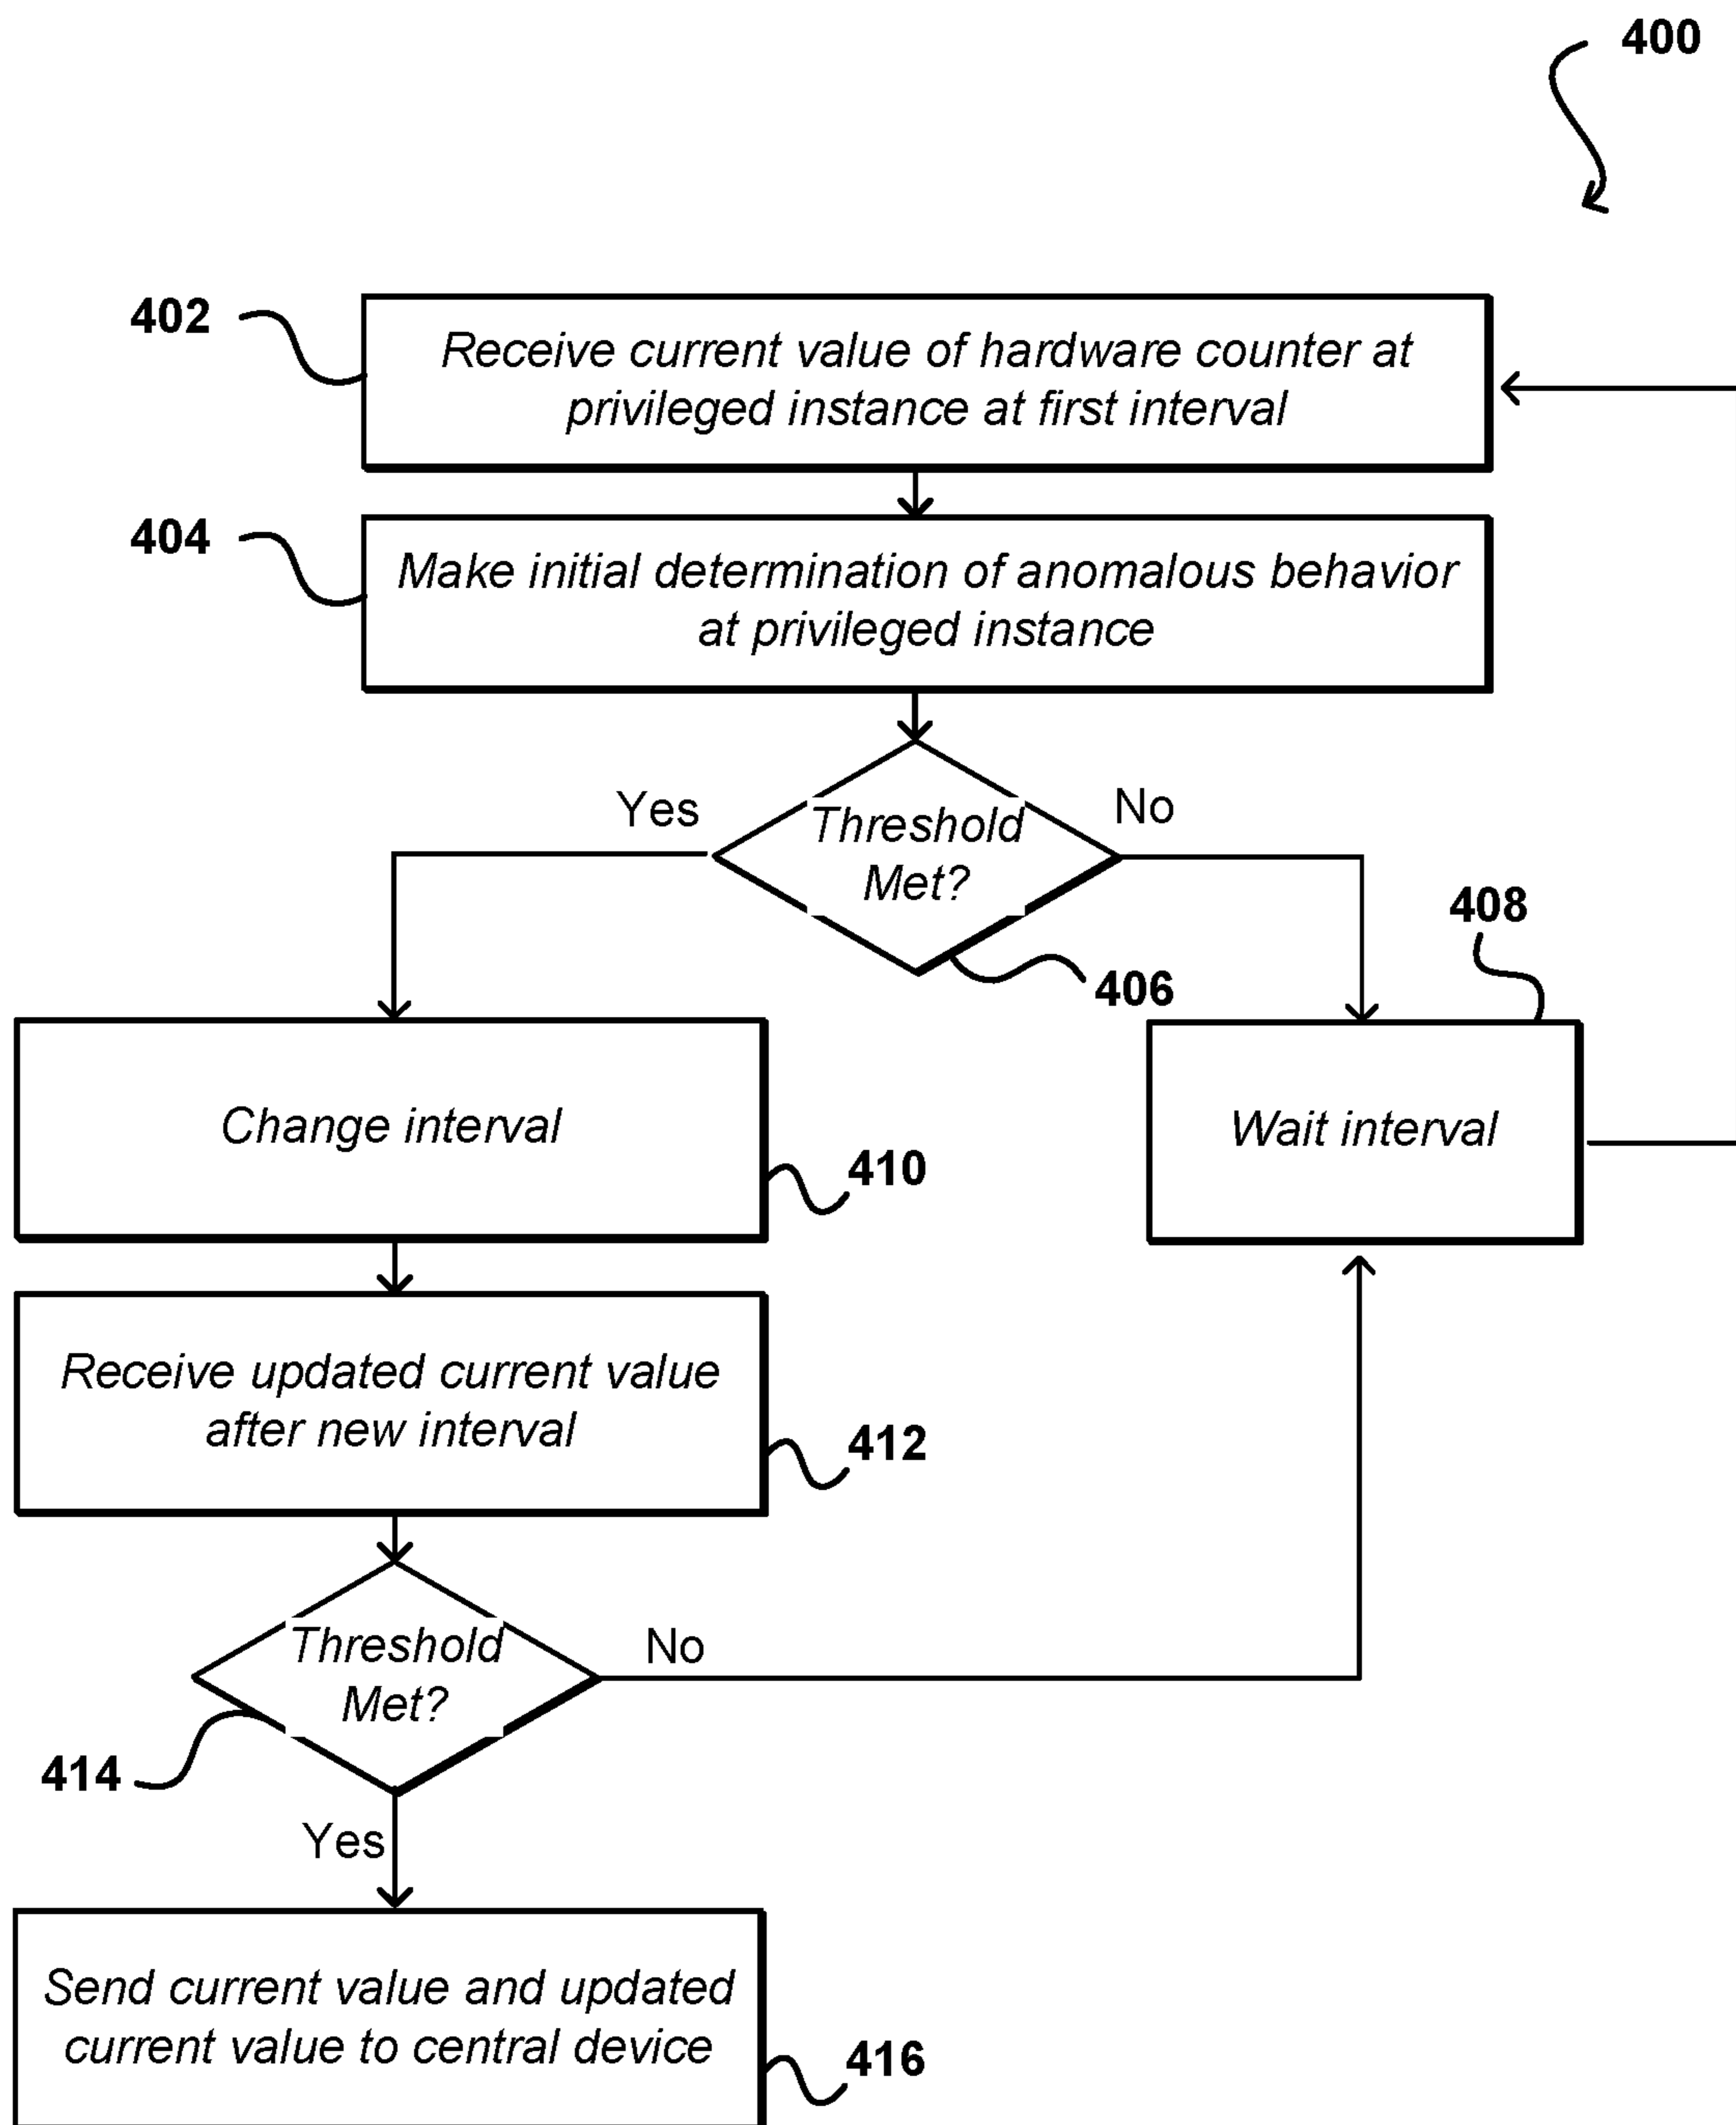 400
402
Receive current value of hardware counter at
privileged instance at first interval
404
Make initial determination of anomalous behavior
at privileged instance
Yes
Threshold
Met?
No
406
408
Change interval
410
Wait interval
Receive updated current value
after new interval
412
Threshold
Met?
No
414
Yes
Send current value and updated
current value to central device
416